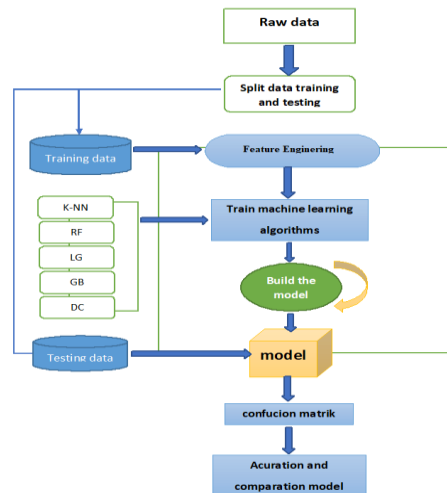 Raw data
Split data training
and testing
Training data
Feature Enginering
K-NN
RF
LG
GB
DC
Train machine learning
algorithms
Build the
model
Testing data
model
confucion matrik
Acuration and
comparation model